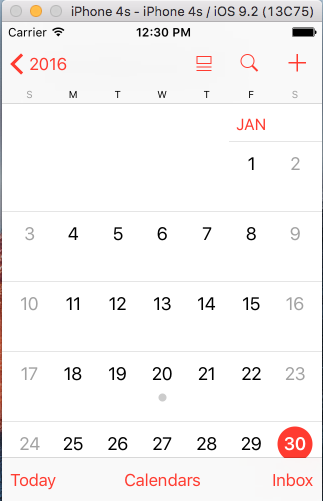 iPhone 4s - iPhone 4s / iOS 9.2 (13C75)
Carrier 12:30 PM
2016
S M T W T F S
JAN
1 2
3 4 5 6 7 8 9
10 11 12 13 14 15 16
17 18 19 20 21 22 23
24 25 26 27 28 29 30
Today Calendars Inbox